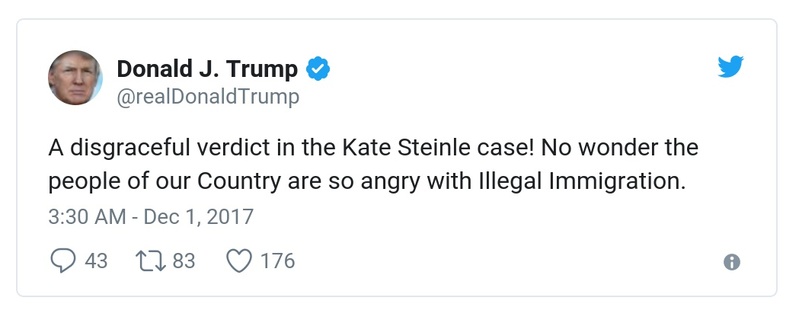 Donald J. Trump
@realDonaldTrump
A disgraceful verdict in the Kate Steinle case! No wonder the
people of our Country are so angry with Illegal Immigration.
3:30 AM - Dec 1, 2017
43 83 176